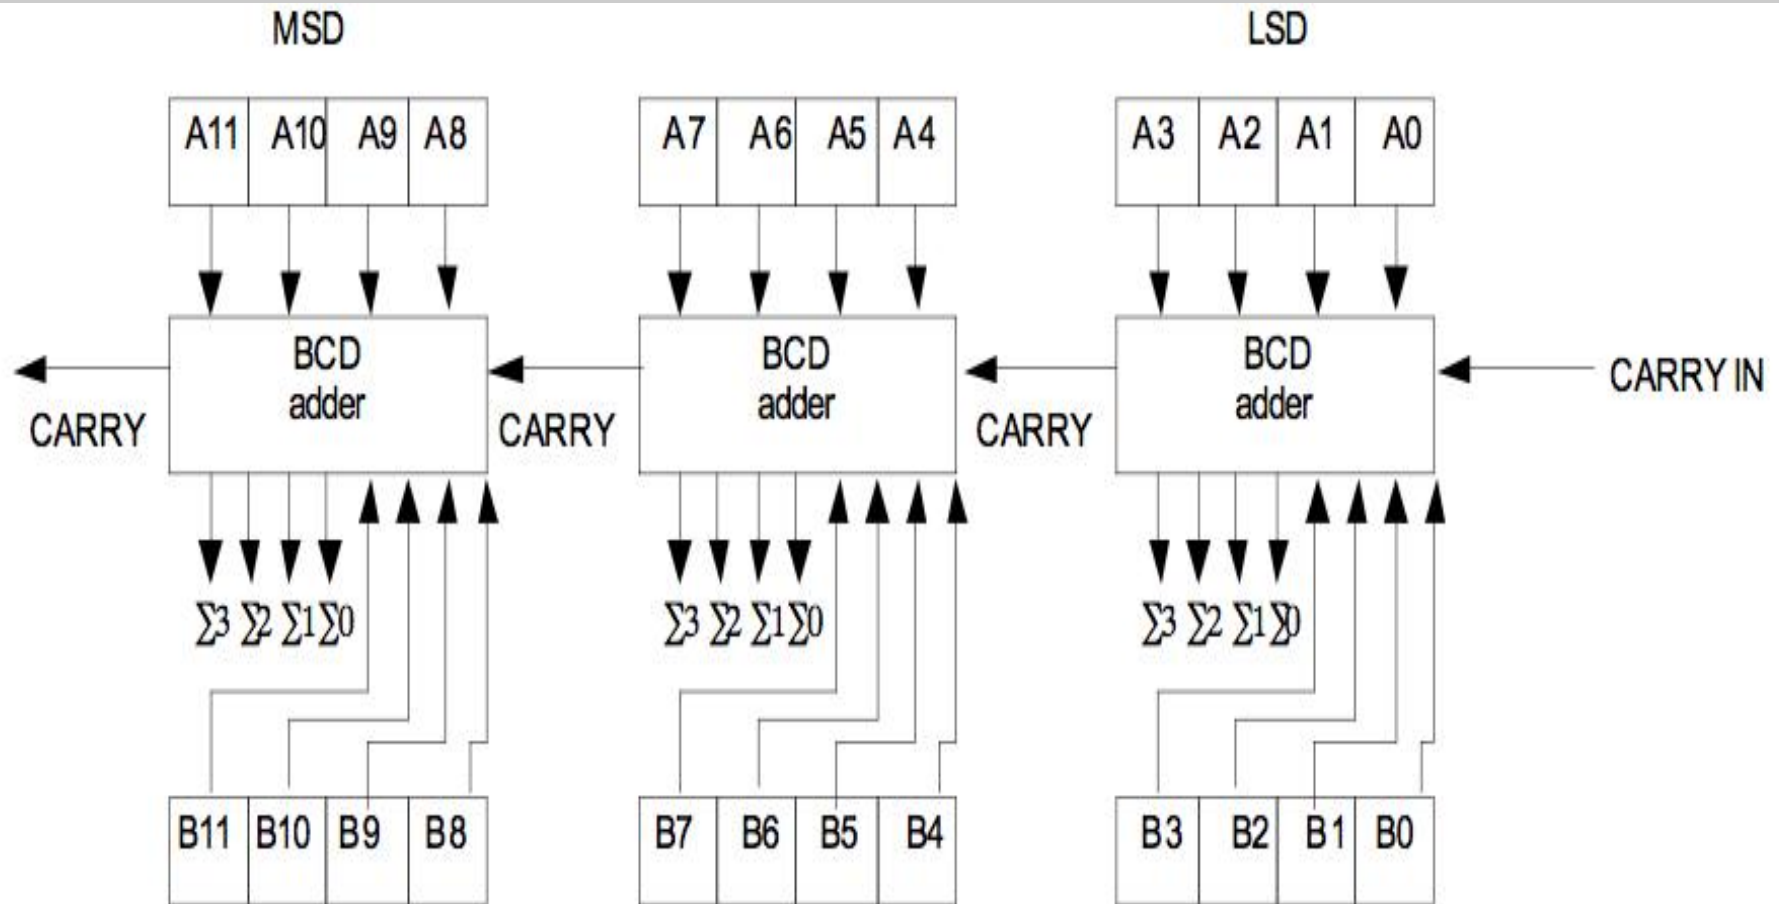 MSD LSD
A11 A10 A9 A8 A7 A6 A5 A4 A3 A2 A1 A0
BCD adder BCD adder BCD adder CARRY IN
CARRY CARRY CARRY
∑3 ∑2 ∑1 ∑0 ∑3 ∑2 ∑1 ∑0 ∑3 ∑2 ∑1 ∑0
B11 B10 B9 B8 B7 B6 B5 B4 B3 B2 B1 B0